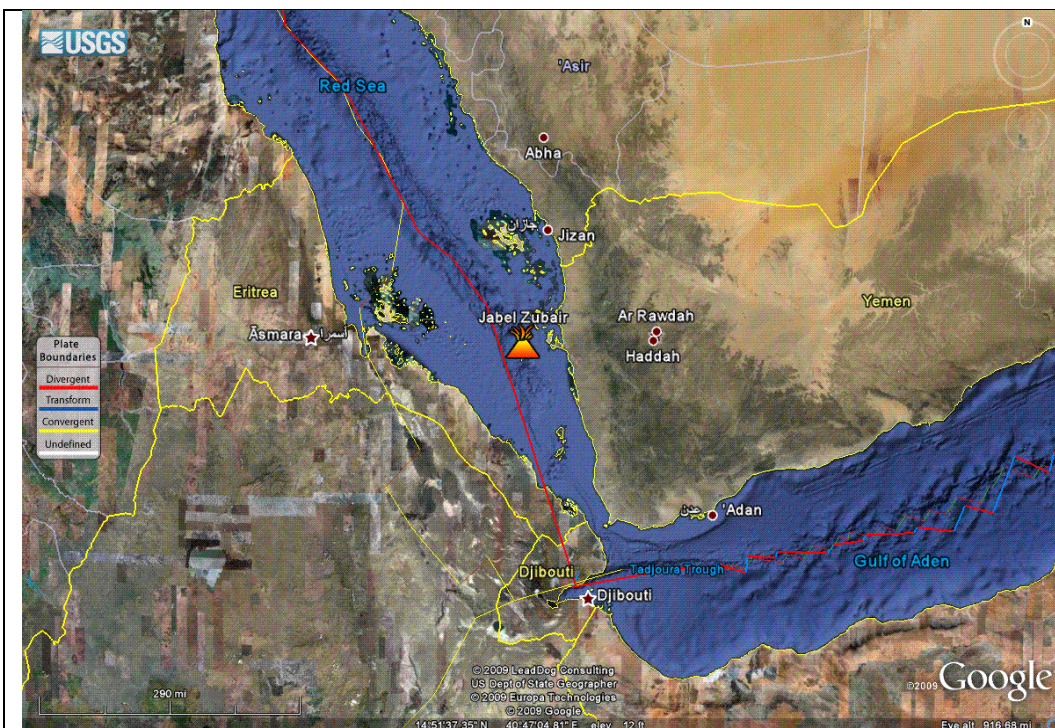 USGS
N
Red Sea
'Asir
Abha
جازان
Jizan
Eritrea
Yemen
Jabel Zubair
Ar Rawdah
Āsmara
أسمرا
Haddah
Plate
Boundaries
Divergent
Transform
Convergent
Undefined
عدن
'Adan
Gulf of Aden
Djibouti
Tadjoura Trough
Djibouti
© 2009 LeadDog Consulting
US Dept of State Geographer
© 2009 Europa Technologies
© 2009 Google
©2009 Google
290 mi
14°51'37.35" N 40°47'04.81" E elev 12 ft
Eye alt 916.68 mi